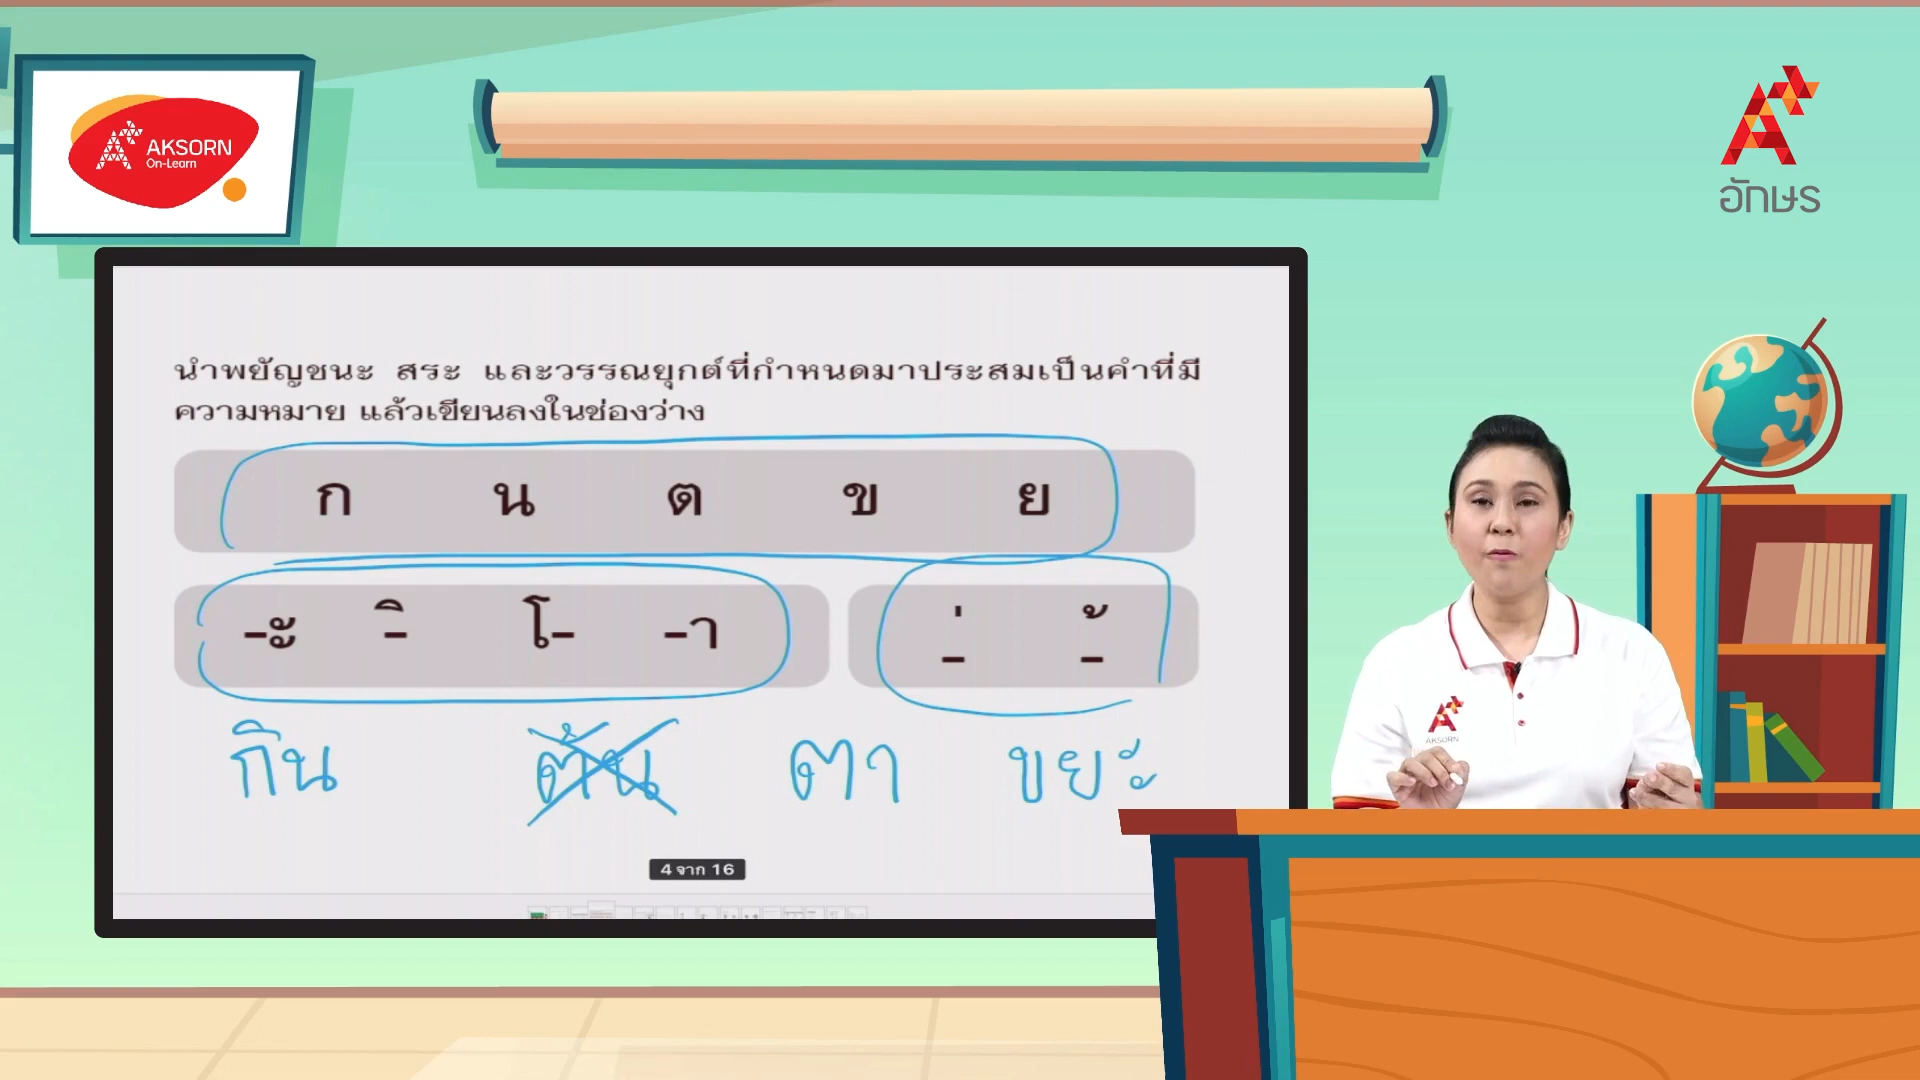 AKSORN
On-Learn
อักษร
นำพยัญชนะ สระ และวรรณยุกต์ที่กำหนดมาประสมเป็นคำที่มี
ความหมาย แล้วเขียนลงในช่องว่าง
ก น ต ข ย
-ะ -ิ โ- -า -่ -้
กิน ต้น ตา ขยะ
4 จาก 16
AKSORN